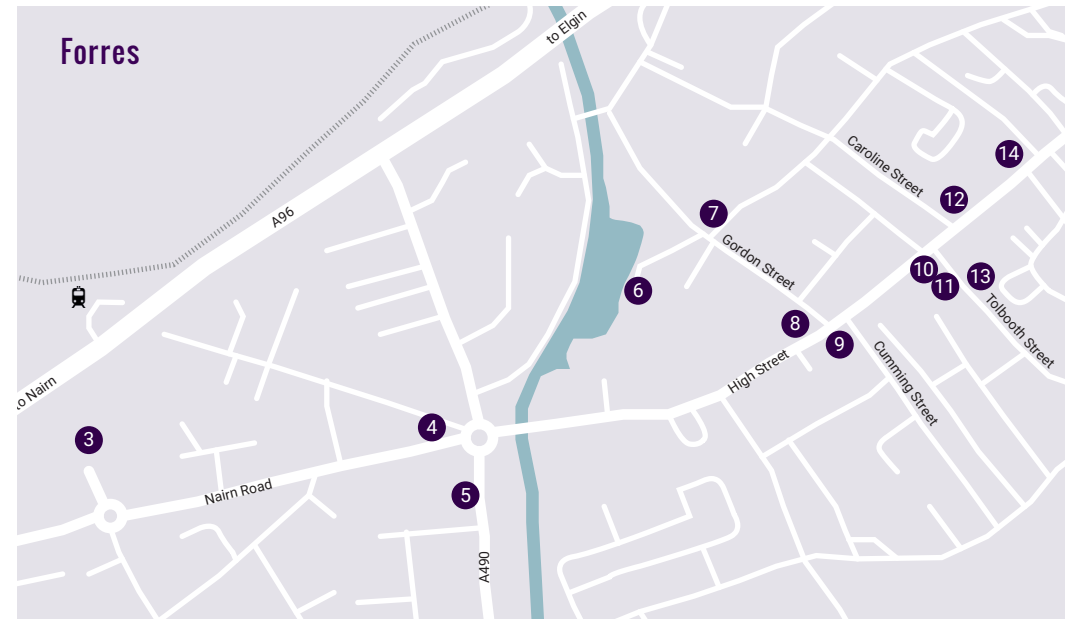 Forres
to Elgin
Caroline Street
14
12
A96
7
Gordon Street
10
11
13
6
Tolbooth Street
8
9
High Street
Cumming Street
to Nairn
3
4
Nairn Road
5
A490